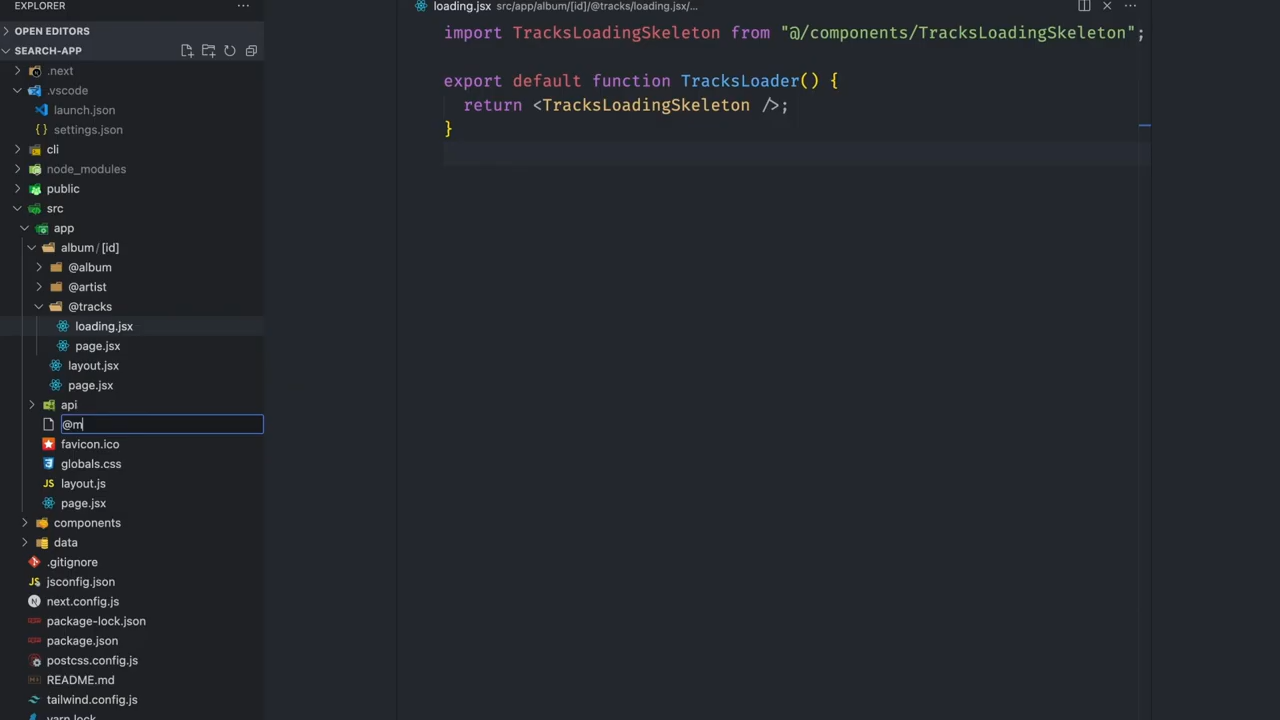 EXPLORER
OPEN EDITORS
SEARCH-APP
.next
.vscode
launch.json
settings.json
cli
node_modules
public
src
app
album / [id]
@album
@artist
@tracks
loading.jsx
page.jsx
layout.jsx
page.jsx
api
@m
favicon.ico
globals.css
layout.js
page.jsx
components
data
.gitignore
jsconfig.json
next.config.js
package-lock.json
package.json
postcss.config.js
README.md
tailwind.config.js
yarn.lock
loading.jsx src/app/album/[id]/@tracks/loading.jsx/...
import TracksLoadingSkeleton from "@/components/TracksLoadingSkeleton";
export default function TracksLoader() {
return <TracksLoadingSkeleton />;
}